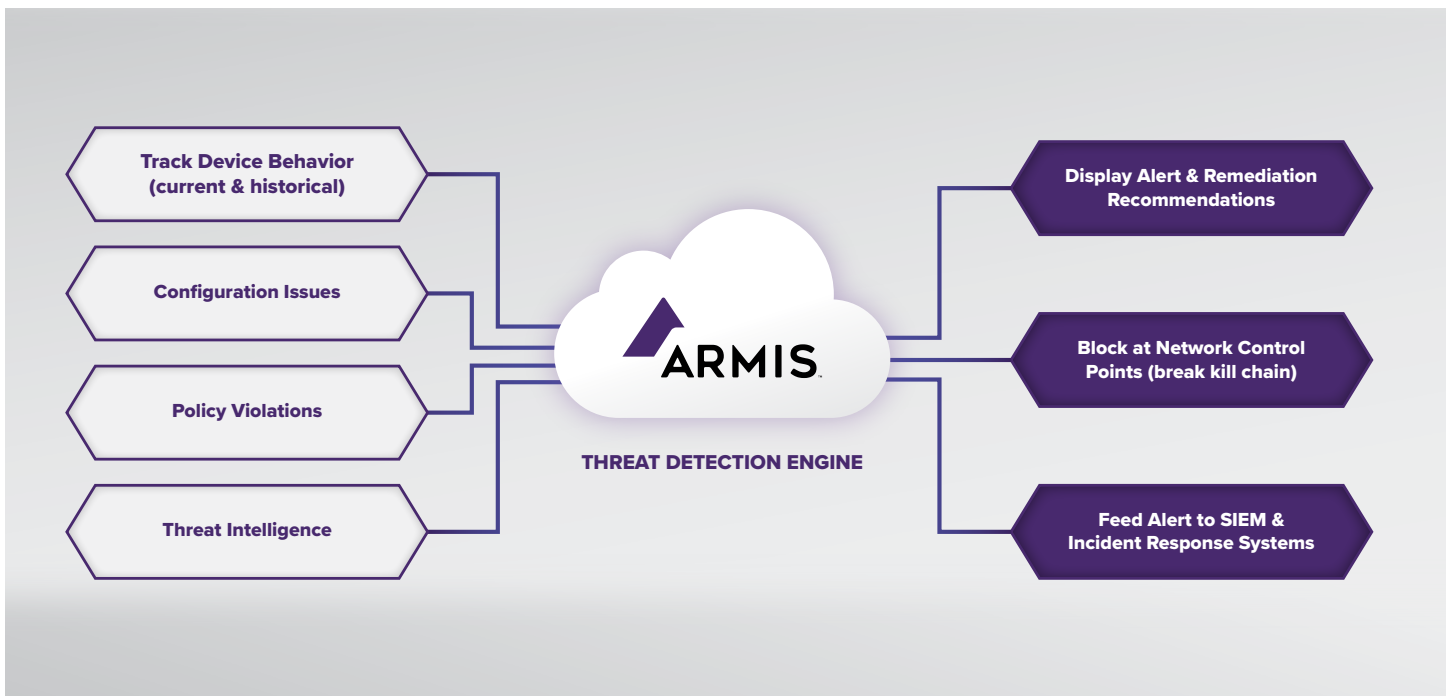 Track Device Behavior
(current & historical)
Configuration Issues
Policy Violations
Threat Intelligence
ARMIS™
THREAT DETECTION ENGINE
Display Alert & Remediation
Recommendations
Block at Network Control
Points (break kill chain)
Feed Alert to SIEM &
Incident Response Systems